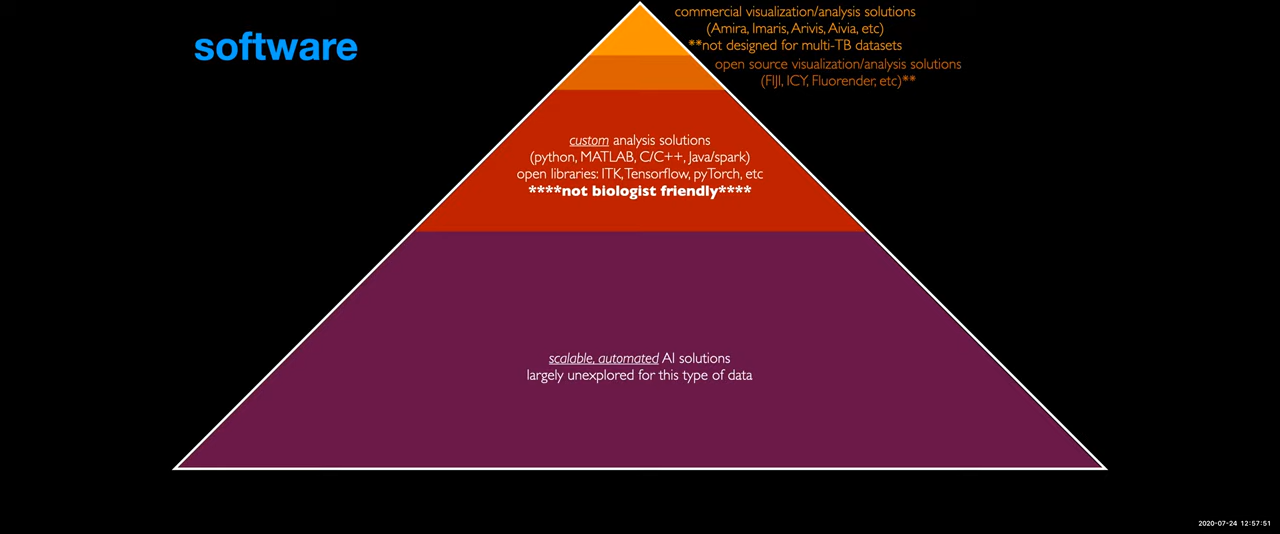 software
commercial visualization/analysis solutions
(Amira, Imaris, Arivis, Aivia, etc)
**not designed for multi-TB datasets
open source visualization/analysis solutions
(FIJI, ICY, Fluorender, etc)**
custom analysis solutions
(python, MATLAB, C/C++, Java/spark)
open libraries: ITK, Tensorflow, pyTorch, etc
****not biologist friendly****
scalable, automated AI solutions
largely unexplored for this type of data
2020-07-24 12:57:51